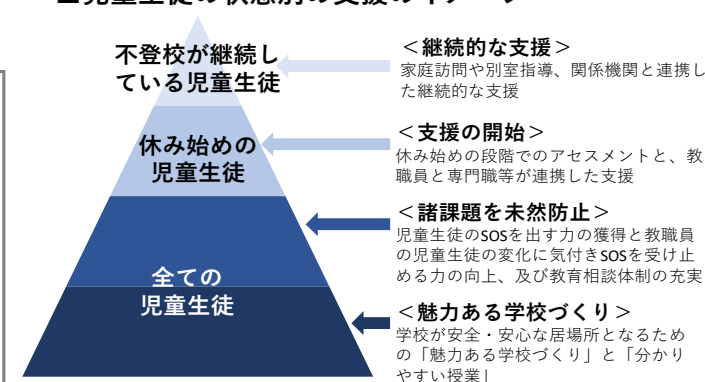 ■児童生徒の状態別の支援のイメージ
不登校が継続し
ている児童生徒
＜継続的な支援＞
家庭訪問や別室指導、関係機関と連携し
た継続的な支援
休み始めの
児童生徒
＜支援の開始＞
休み始めの段階でのアセスメントと、教
職員と専門職等が連携した支援
＜諸課題を未然防止＞
児童生徒のSOSを出す力の獲得と教職員
の児童生徒の変化に気付きSOSを受け止
める力の向上、及び教育相談体制の充実
全ての
児童生徒
＜魅力ある学校づくり＞
学校が安全・安心な居場所となるため
の「魅力ある学校づくり」と「分かり
やすい授業」